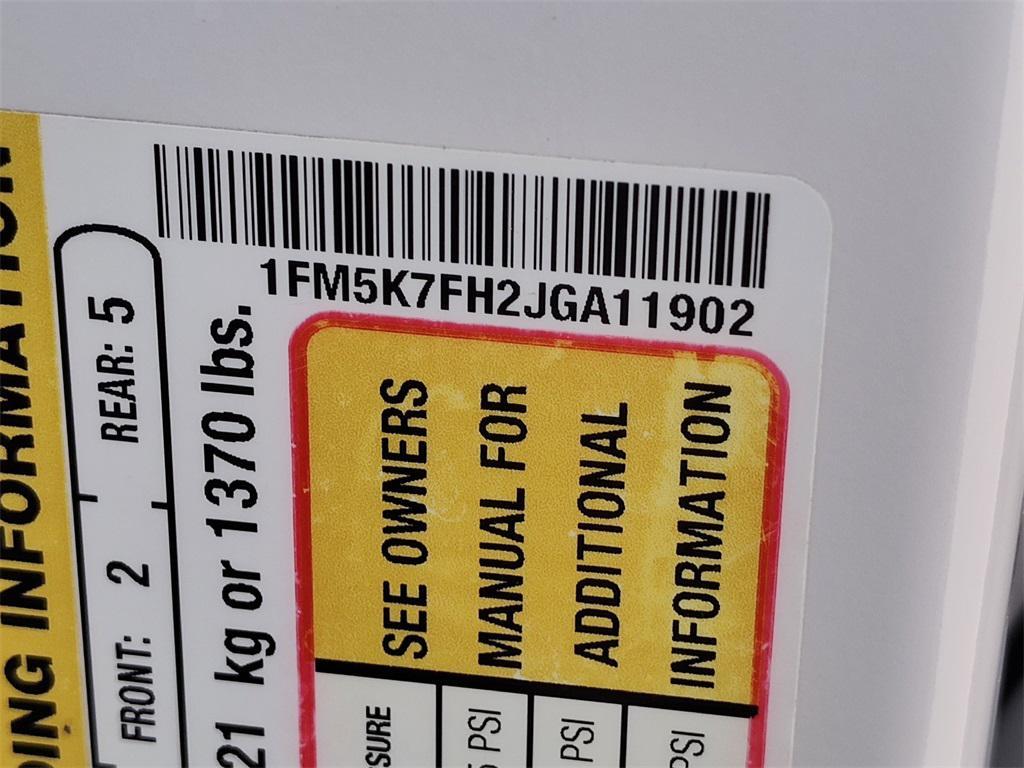 1FM5K7FH2JGA11902
SEE OWNERS
MANUAL FOR
ADDITIONAL
INFORMATION
FRONT: 2 REAR: 5
kg or 1370 lbs.
PSI
PSI
PSI
INFORMATION